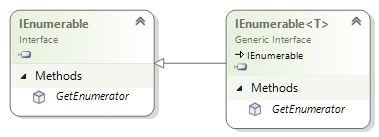 IEnumerable
Interface
Methods
GetEnumerator
IEnumerable<T>
Generic Interface
IEnumerable
Methods
GetEnumerator